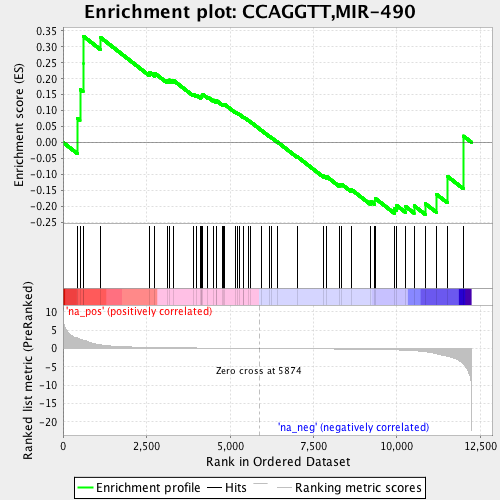 Enrichment plot: CCAGGTT,MIR-490
Enrichment score (ES)
0.35
0.30
0.25
0.20
0.15
0.10
0.05
0.00
-0.05
-0.10
-0.15
-0.20
-0.25
'na_pos' (positively correlated)
Ranked list metric (PreRanked)
10
5
0
-5
-10
-15
-20
Zero cross at 5874
'na_neg' (negatively correlated)
0
2,500
5,000
7,500
10,000
12,500
Rank in Ordered Dataset
Enrichment profile
Hits
Ranking metric scores